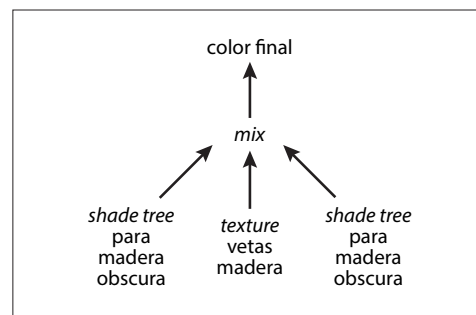 color final
mix
shade tree
para
madera
obscura
texture
vetas
madera
shade tree
para
madera
obscura